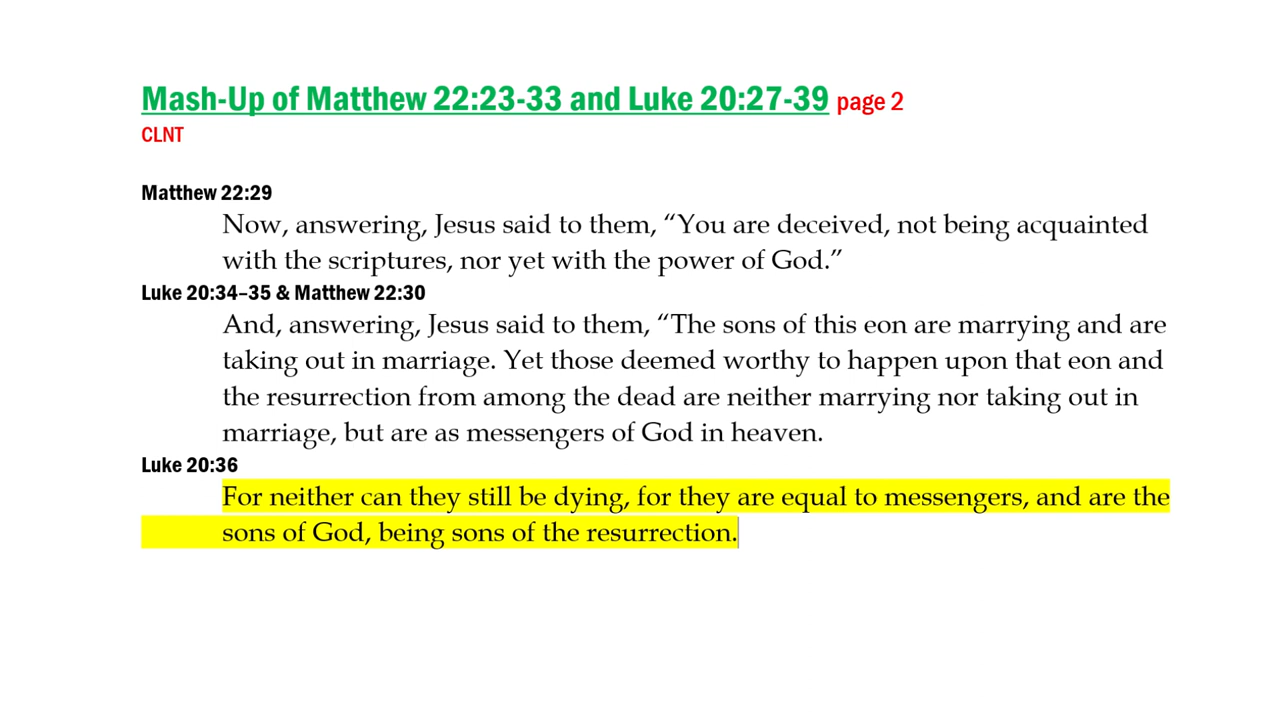 Mash-Up of Matthew 22:23-33 and Luke 20:27-39 page 2
CLNT
Matthew 22:29
Now, answering, Jesus said to them, “You are deceived, not being acquainted
with the scriptures, nor yet with the power of God.”
Luke 20:34–35 & Matthew 22:30
And, answering, Jesus said to them, “The sons of this eon are marrying and are
taking out in marriage. Yet those deemed worthy to happen upon that eon and
the resurrection from among the dead are neither marrying nor taking out in
marriage, but are as messengers of God in heaven.
Luke 20:36
For neither can they still be dying, for they are equal to messengers, and are the
sons of God, being sons of the resurrection.